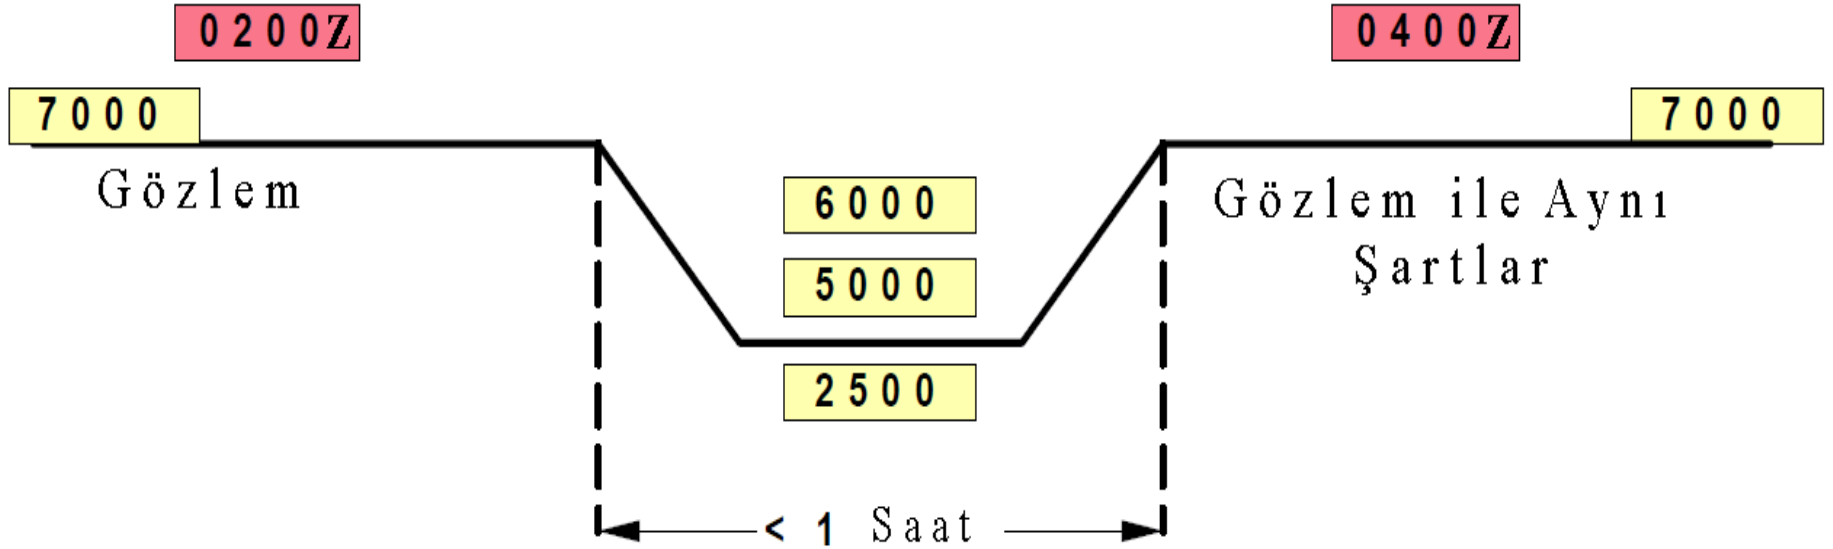 0200Z
0400Z
7000
7000
Gözlem
6000
5000
2500
Gözlem ile Aynı
Şartlar
< 1 Saat